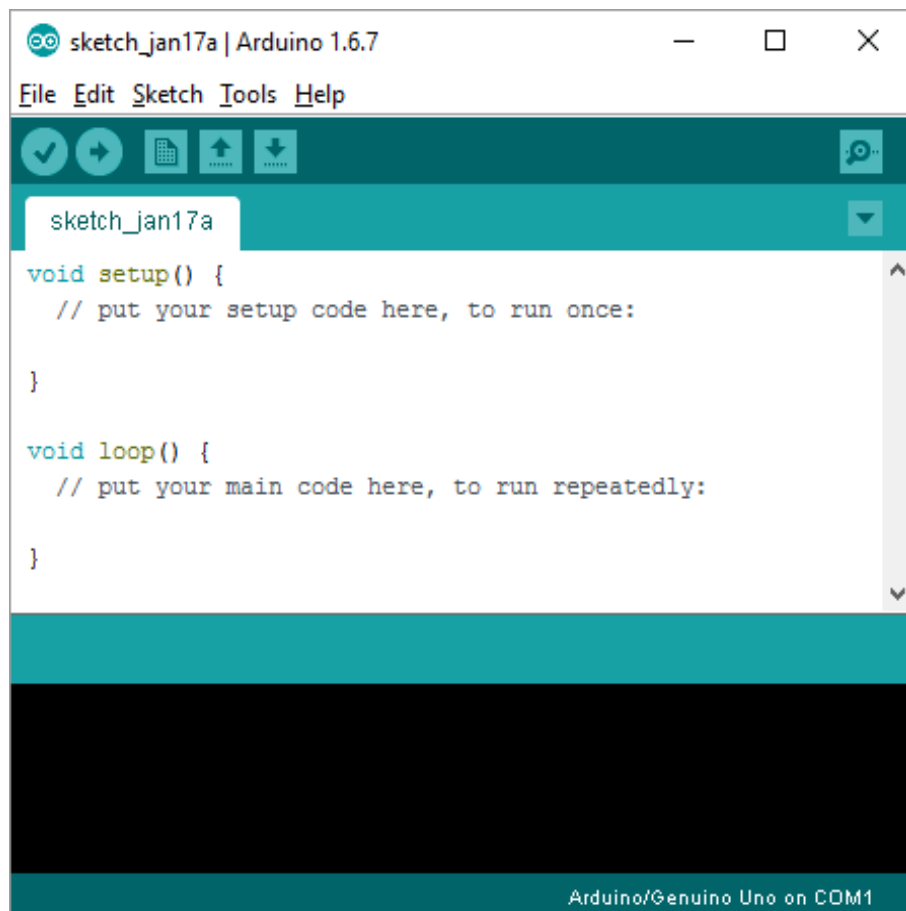 sketch_jan17a | Arduino 1.6.7
File Edit Sketch Tools Help
sketch_jan17a
void setup() {
  // put your setup code here, to run once:
}
void loop() {
  // put your main code here, to run repeatedly:
}
Arduino/Genuino Uno on COM1